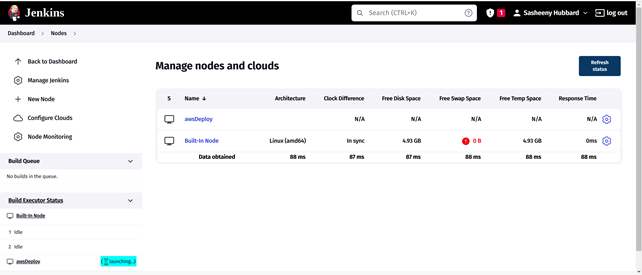 Jenkins
Search (CTRL+K)
1
Sasheeny Hubbard
log out
Dashboard > Nodes >
Back to Dashboard
Manage Jenkins
New Node
Configure Clouds
Node Monitoring
Build Queue
No builds in the queue.
Build Executor Status
Built-In Node
1 Idle
2 Idle
awsDeploy (launching...)
Manage nodes and clouds
Refresh
status
S Name ↓ Architecture Clock Difference Free Disk Space Free Swap Space Free Temp Space Response Time
awsDeploy N/A N/A N/A N/A N/A
Built-In Node Linux (amd64) In sync 4.93 GB 0 B 4.93 GB 0ms
Data obtained 88 ms 87 ms 87 ms 88 ms 88 ms 88 ms